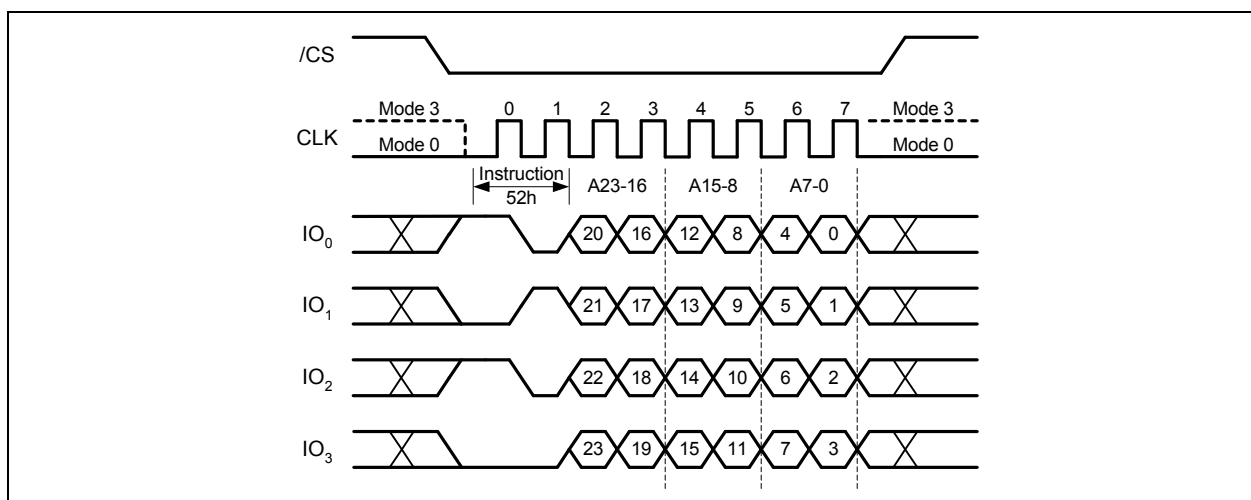 /CS
Mode 3 0 1 2 3 4 5 6 7 Mode 3
CLK
Mode 0 Mode 0
Instruction
52h
A23-16 A15-8 A7-0
IO0 20 16 12 8 4 0
IO1 21 17 13 9 5 1
IO2 22 18 14 10 6 2
IO3 23 19 15 11 7 3